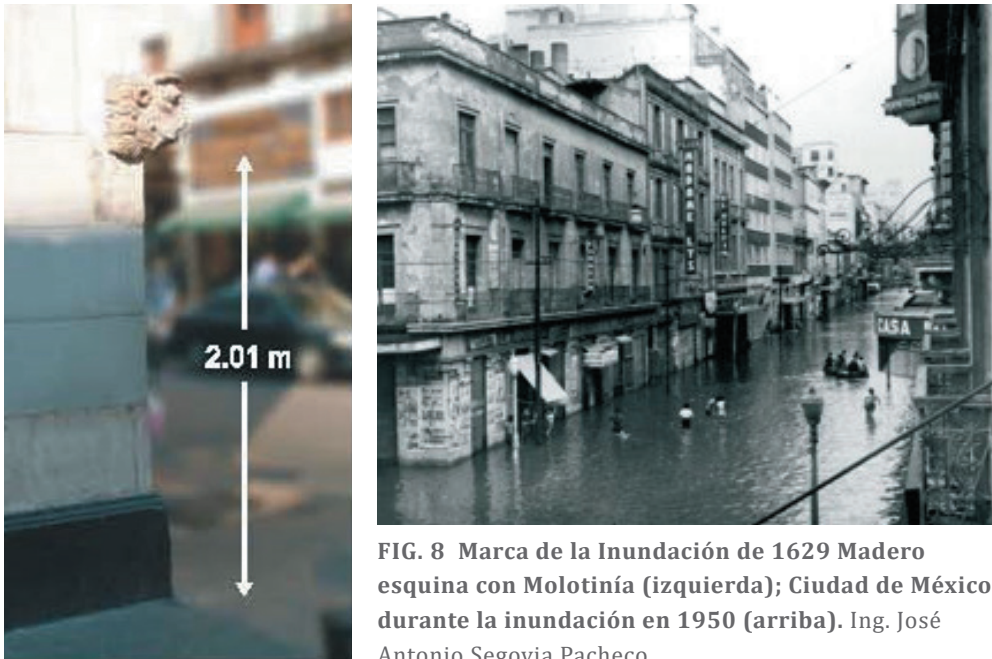 2.01 m
CASA
FIG. 8 Marca de la Inundación de 1629 Madero
esquina con Molotinía (izquierda); Ciudad de México
durante la inundación en 1950 (arriba). Ing. José
Antonio Segovia Pacheco